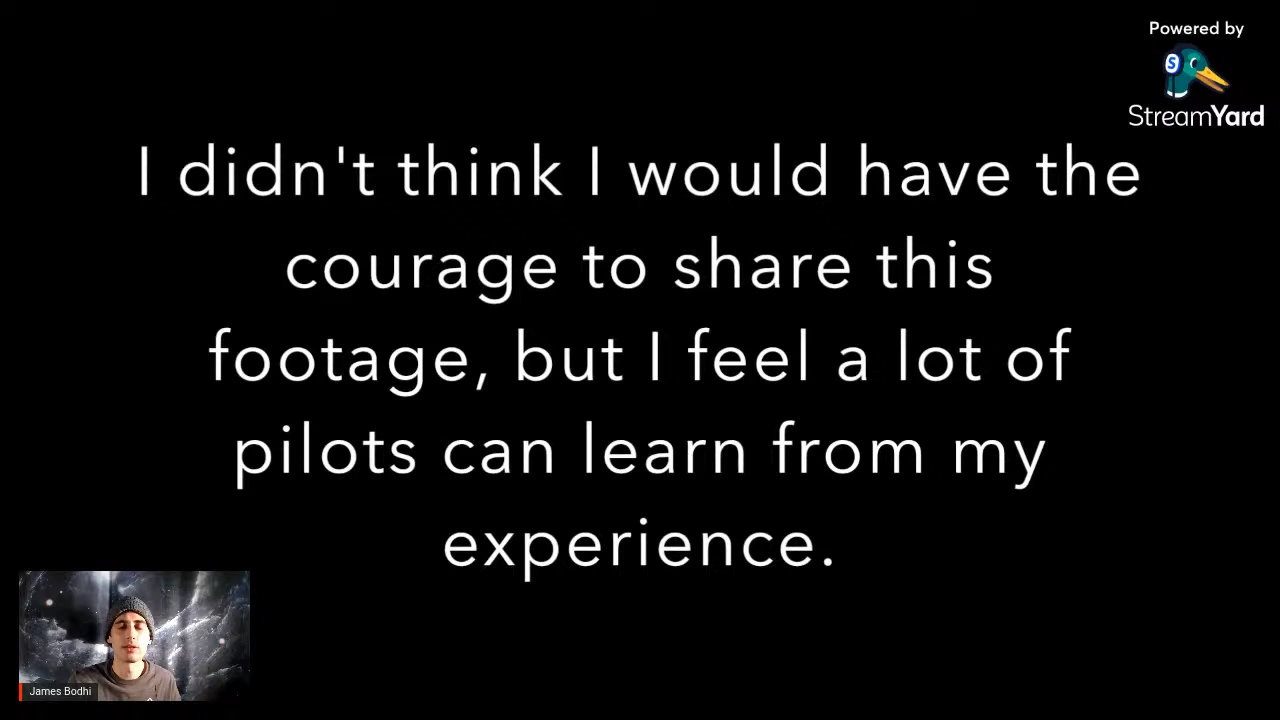 Powered by
StreamYard
I didn't think I would have the
courage to share this
footage, but I feel a lot of
pilots can learn from my
experience.
James Bodhi